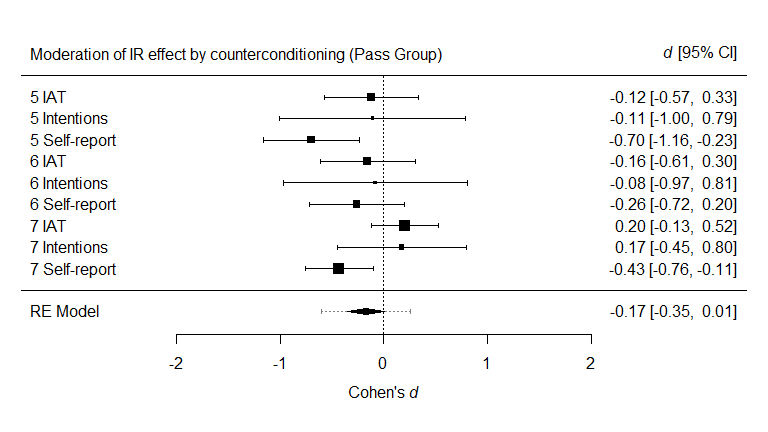 Moderation of IR effect by counterconditioning (Pass Group) d [95% CI]
5 IAT -0.12 [-0.57, 0.33]
5 Intentions -0.11 [-1.00, 0.79]
5 Self-report -0.70 [-1.16, -0.23]
6 IAT -0.16 [-0.61, 0.30]
6 Intentions -0.08 [-0.97, 0.81]
6 Self-report -0.26 [-0.72, 0.20]
7 IAT 0.20 [-0.13, 0.52]
7 Intentions 0.17 [-0.45, 0.80]
7 Self-report -0.43 [-0.76, -0.11]
RE Model -0.17 [-0.35, 0.01]
-2 -1 0 1 2
Cohen's d